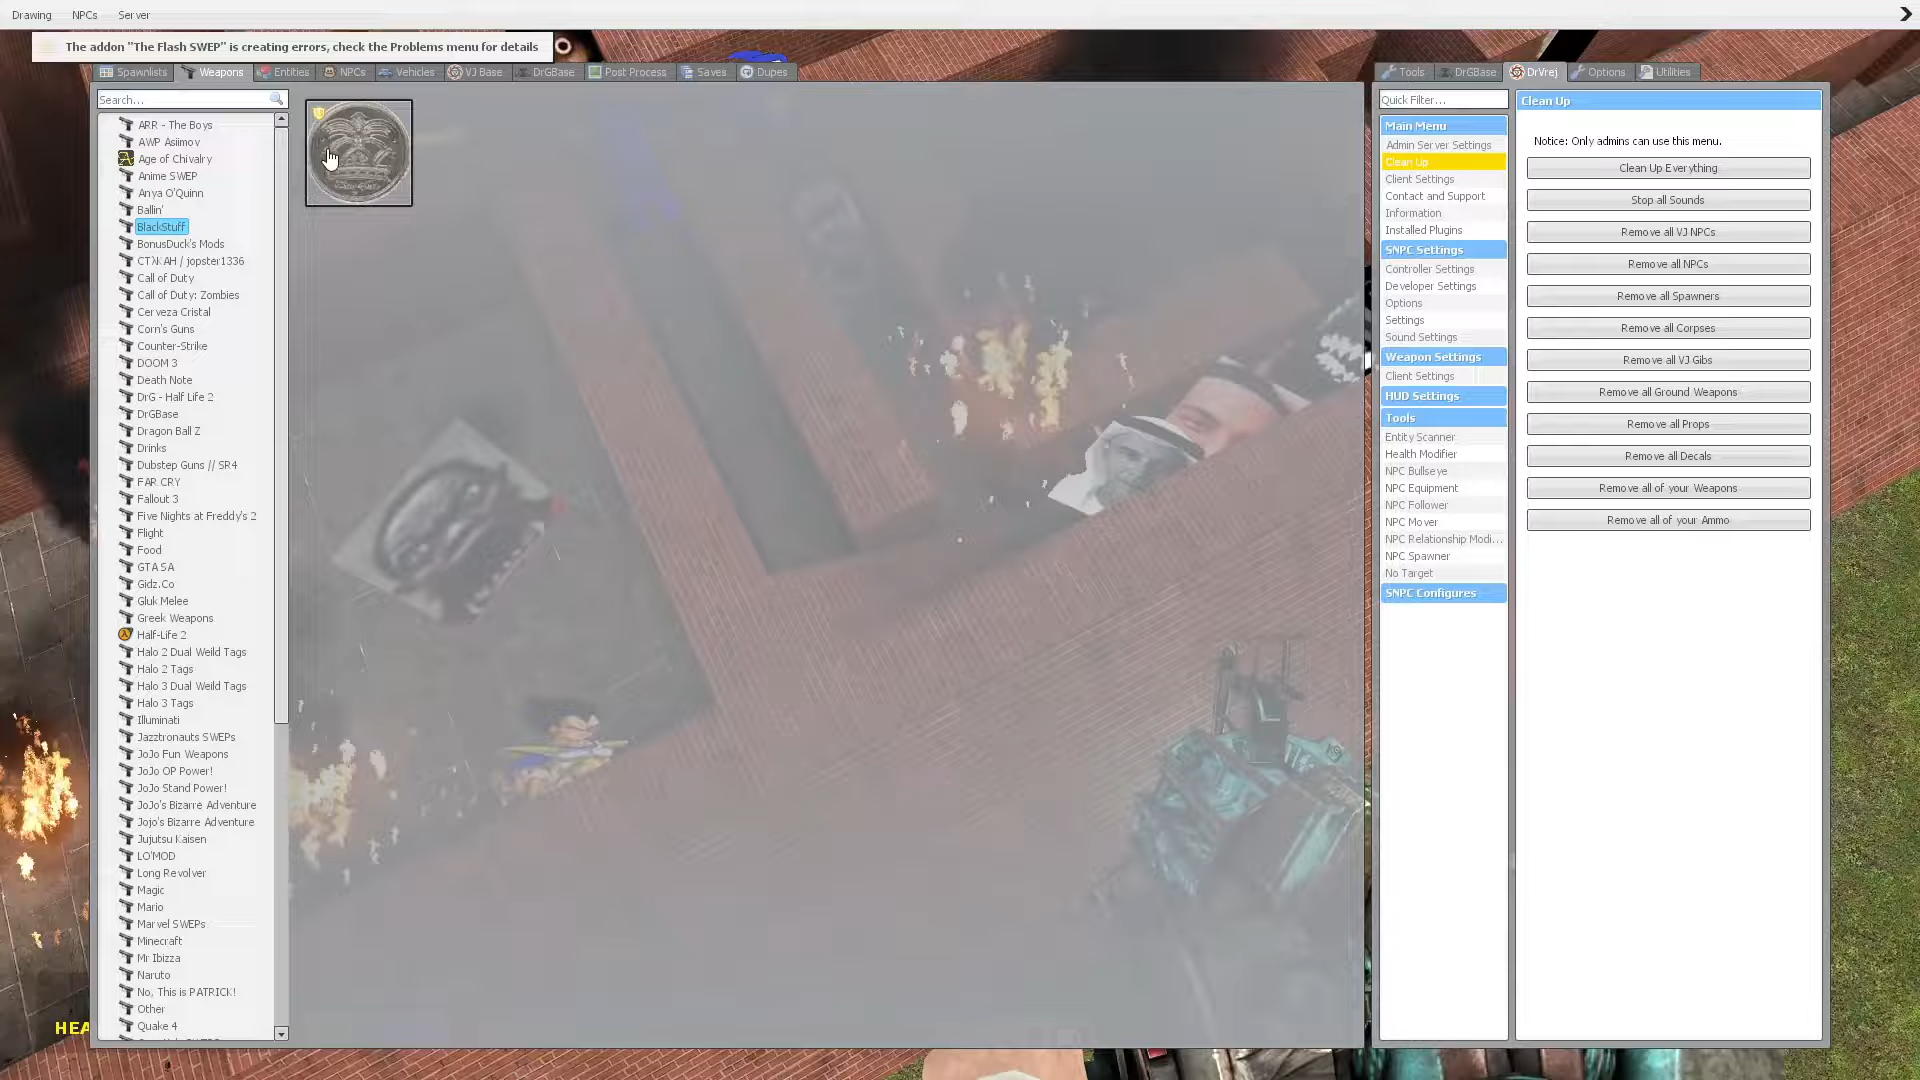 Drawing NPCs Server
The addon "The Flash SWEP" is creating errors, check the Problems menu for details
Spawnlists Weapons Entities NPCs Vehicles VJ Base DrGBase Post Process Saves Dupes
Search...
ARR - The Boys
AWP Asiimov
Age of Chivalry
Anime SWEP
Anya O'Quinn
Ballin'
BlackStuff
BonusDuck's Mods
CTλKAH / jopster1336
Call of Duty
Call of Duty: Zombies
Cerveza Cristal
Corn's Guns
Counter-Strike
DOOM 3
Death Note
DrG - Half Life 2
DrGBase
Dragon Ball Z
Drinks
Dubstep Guns // SR4
FAR CRY
Fallout 3
Five Nights at Freddy's 2
Flight
Food
GTA SA
Gidz.Co
Gluk Melee
Greek Weapons
Half-Life 2
Halo 2 Dual Weild Tags
Halo 2 Tags
Halo 3 Dual Weild Tags
Halo 3 Tags
Illuminati
Jazztronauts SWEPs
JoJo Fun Weapons
JoJo OP Power!
JoJo Stand Power!
JoJo's Bizarre Adventure
Jojo's Bizarre Adventure
Jujutsu Kaisen
LO'MOD
Long Revolver
Magic
Mario
Marvel SWEPs
Minecraft
Mr Ibizza
Naruto
No, This is PATRICK!
Other
Quake 4
HEA
Tools DrGBase DrVrej Options Utilities
Quick Filter...
Main Menu
Admin Server Settings
Clean Up
Client Settings
Contact and Support
Information
Installed Plugins
SNPC Settings
Controller Settings
Developer Settings
Options
Settings
Sound Settings
Weapon Settings
Client Settings
HUD Settings
Tools
Entity Scanner
Health Modifier
NPC Bullseye
NPC Equipment
NPC Follower
NPC Mover
NPC Relationship Modi...
NPC Spawner
No Target
SNPC Configures
Clean Up
Notice: Only admins can use this menu.
Clean Up Everything
Stop all Sounds
Remove all VJ NPCs
Remove all NPCs
Remove all Spawners
Remove all Corpses
Remove all VJ Gibs
Remove all Ground Weapons
Remove all Props
Remove all Decals
Remove all of your Weapons
Remove all of your Ammo